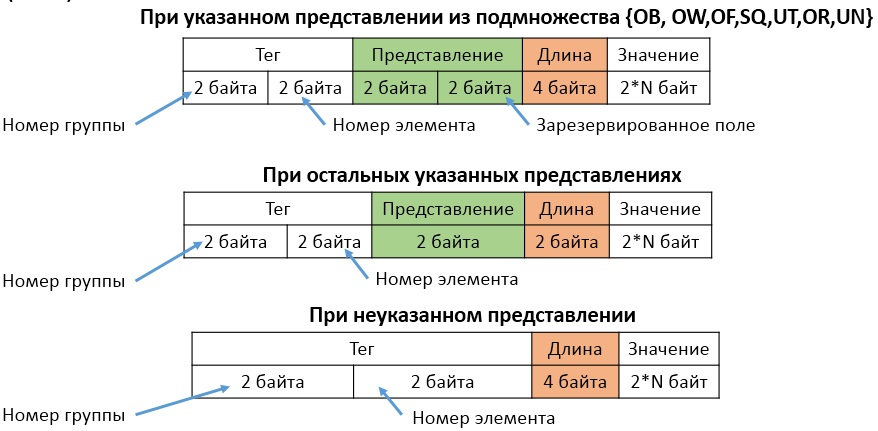 При указанном представлении из подмножества {OB, OW,OF,SQ,UT,OR,UN}
Тег Представление Длина Значение
2 байта 2 байта 2 байта 2 байта 4 байта 2*N байт
Номер группы Номер элемента Зарезервированное поле
При остальных указанных представлениях
Тег Представление Длина Значение
2 байта 2 байта 2 байта 2 байта 2*N байт
Номер группы Номер элемента
При неуказанном представлении
Тег Длина Значение
2 байта 2 байта 4 байта 2*N байт
Номер группы Номер элемента